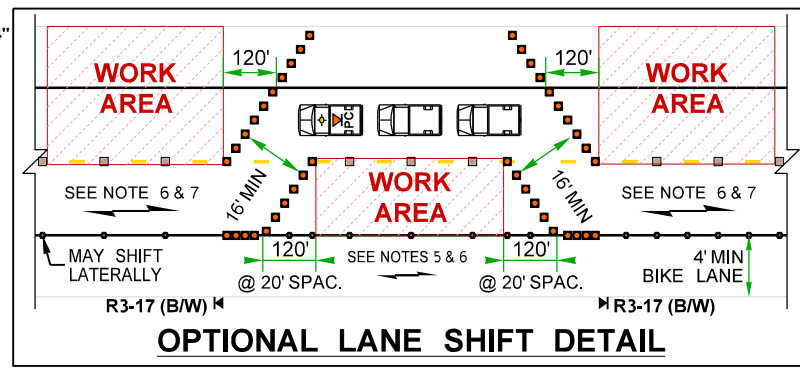 "
120'
120'
WORK
AREA
WORK
AREA
PC
16' MIN
16' MIN
SEE NOTE 6 & 7
WORK
AREA
SEE NOTE 6 & 7
MAY SHIFT
LATERALLY
120'
@ 20' SPAC.
SEE NOTES 5 & 6
120'
@ 20' SPAC.
4' MIN
BIKE LANE
R3-17 (B/W)
R3-17 (B/W)
OPTIONAL LANE SHIFT DETAIL